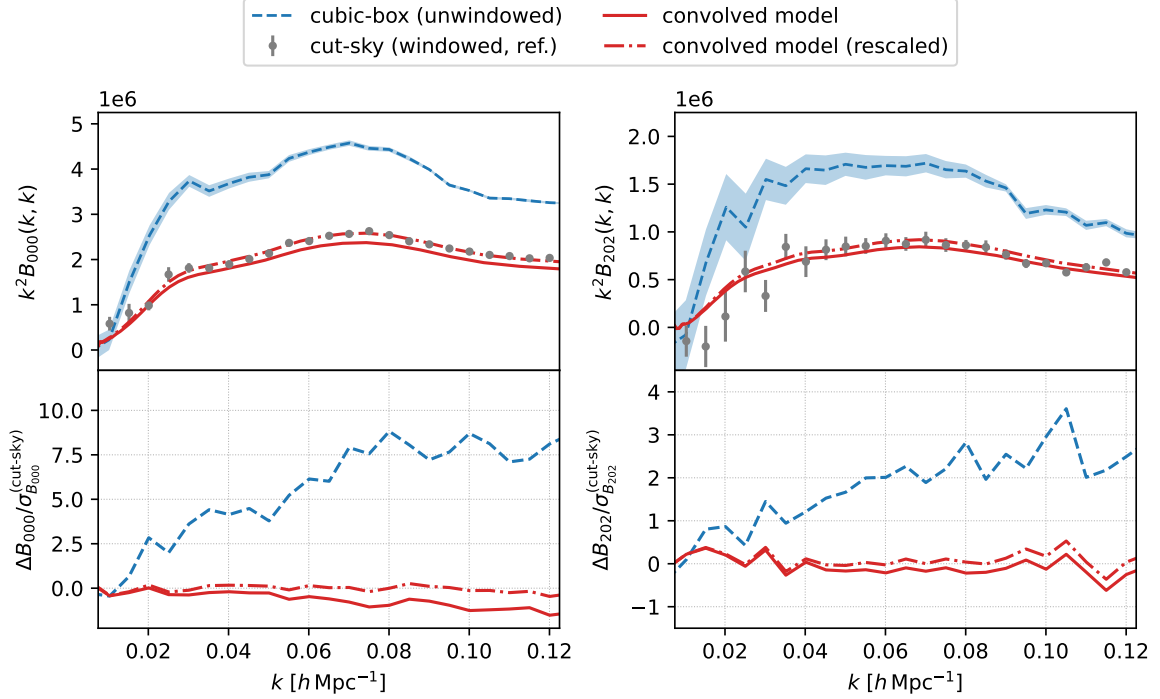 cubic-box (unwindowed)
cut-sky (windowed, ref.)
convolved model
convolved model (rescaled)
1e6
5
4
3
2
1
0
k²B₀₀₀(k, k)
1e6
2.0
1.5
1.0
0.5
0.0
k²B₂₀₂(k, k)
10.0
7.5
5.0
2.5
0.0
ΔB₀₀₀/σ_{B₀₀₀}^{(cut-sky)}
0.02 0.04 0.06 0.08 0.10 0.12
k [h Mpc⁻¹]
4
3
2
1
0
−1
ΔB₂₀₂/σ_{B₂₀₂}^{(cut-sky)}
0.02 0.04 0.06 0.08 0.10 0.12
k [h Mpc⁻¹]